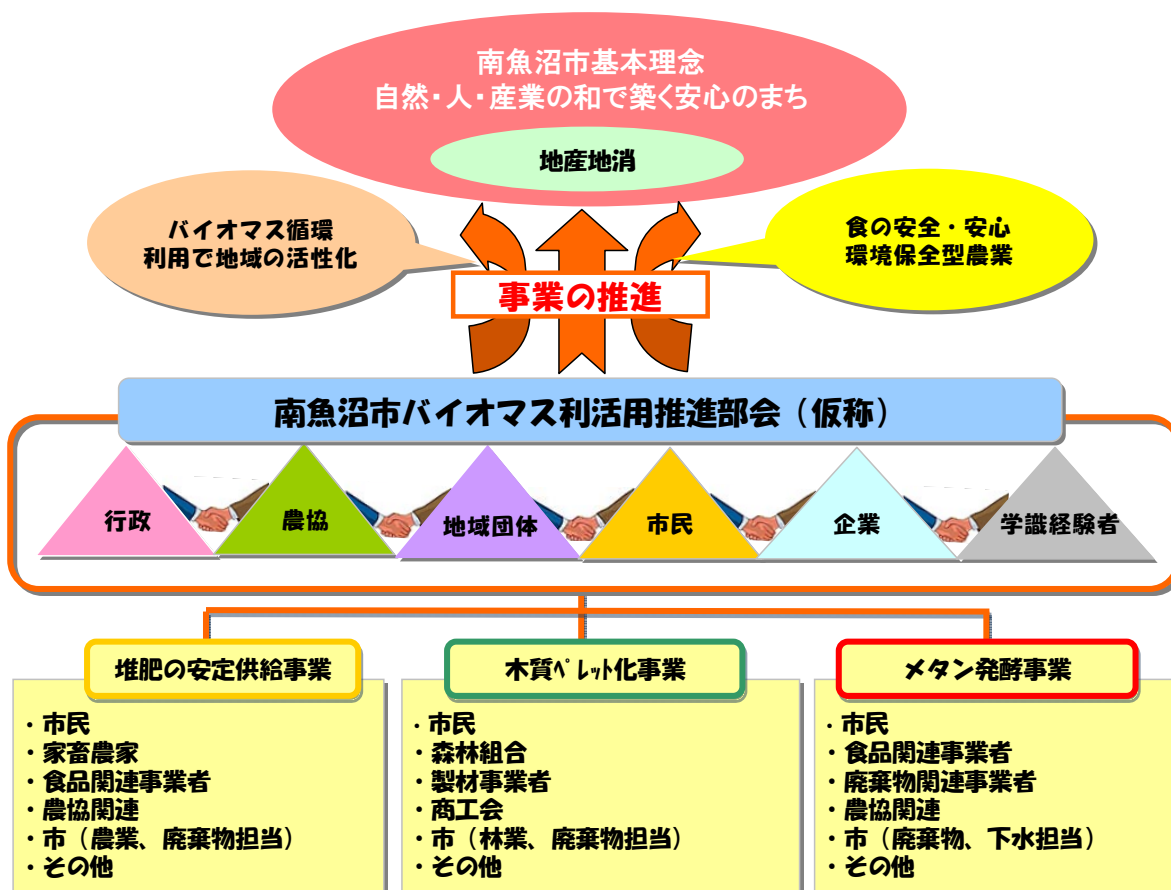 南魚沼市基本理念
自然・人・産業の和で築く安心のまち
地産地消
バイオマス循環
利用で地域の活性化
食の安全・安心
環境保全型農業
事業の推進
南魚沼市バイオマス利活用推進部会（仮称）
行政
農協
地域団体
市民
企業
学識経験者
堆肥の安定供給事業
・市民
・家畜農家
・食品関連事業者
・農協関連
・市（農業、廃棄物担当）
・その他
木質ﾍﾟﾚｯﾄ化事業
・市民
・森林組合
・製材事業者
・商工会
・市（林業、廃棄物担当）
・その他
メタン発酵事業
・市民
・食品関連事業者
・廃棄物関連事業者
・農協関連
・市（廃棄物、下水担当）
・その他